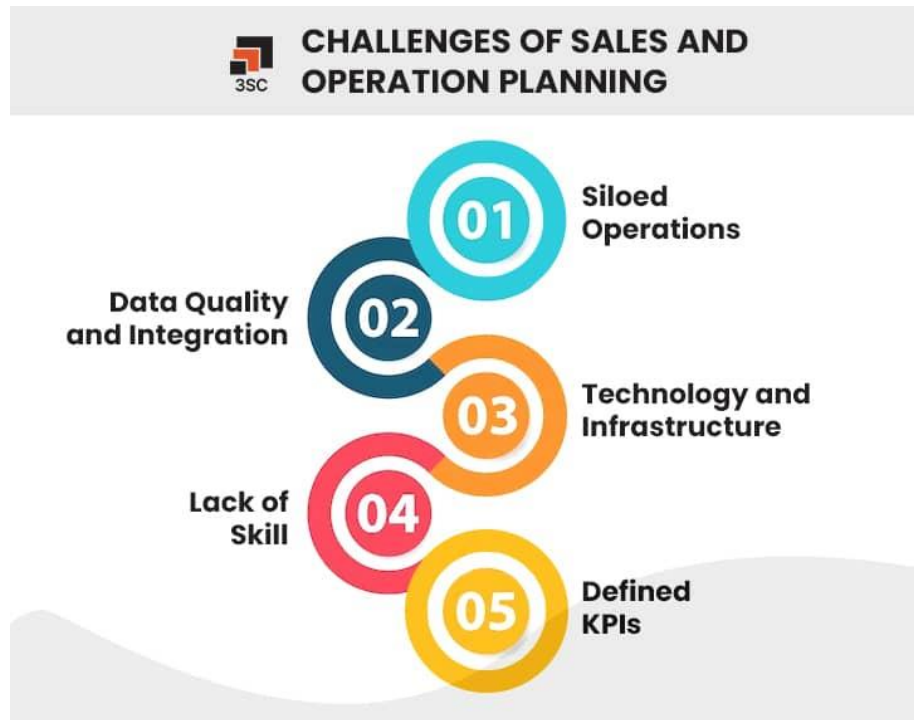 3SC
CHALLENGES OF SALES AND
OPERATION PLANNING
01
Siloed
Operations
02
Data Quality
and Integration
03
Technology and
Infrastructure
04
Lack of
Skill
05
Defined
KPIs